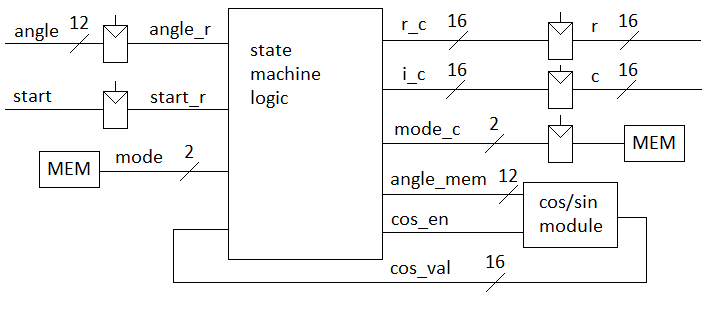 angle 12 angle_r
start start_r
MEM mode 2
state
machine
logic
r_c 16 r 16
i_c 16 c 16
mode_c 2 MEM
angle_mem 12
cos_en
cos/sin
module
cos_val 16